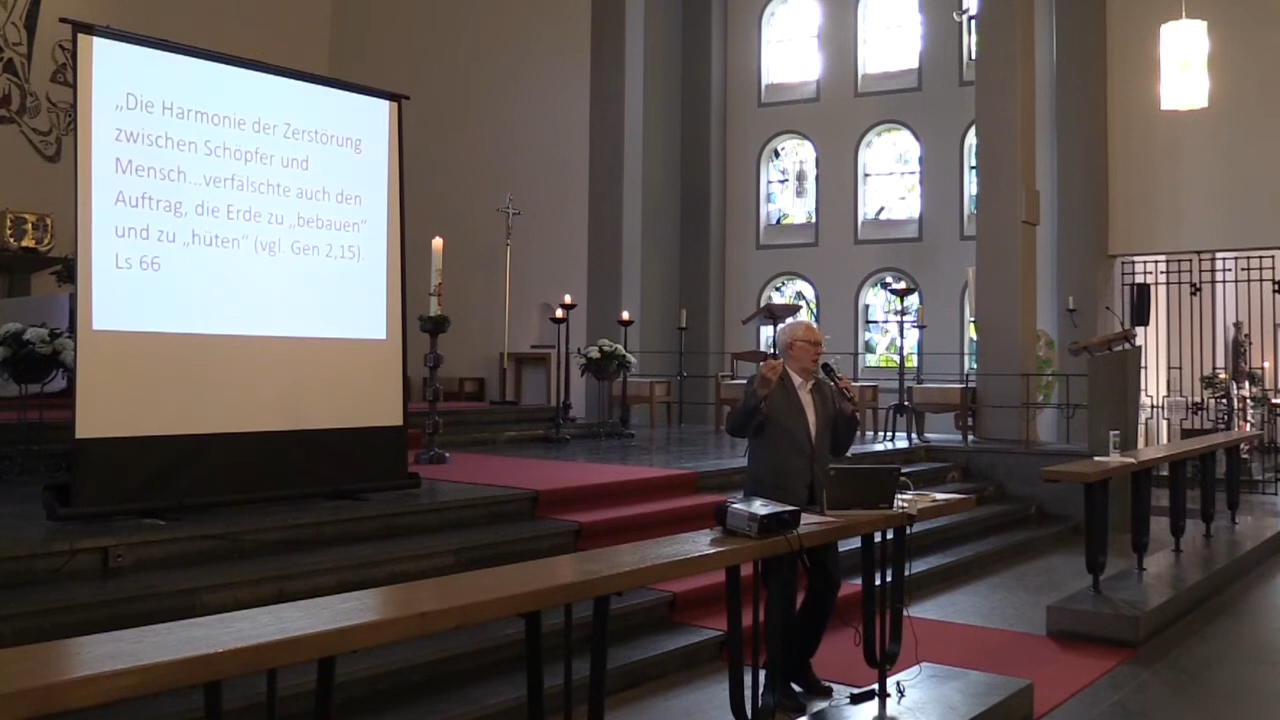 „Die Harmonie der Zerstörung
zwischen Schöpfer und
Mensch...verfälschte auch den
Auftrag, die Erde zu „bebauen“
und zu „hüten“ (vgl. Gen 2,15).
Ls 66